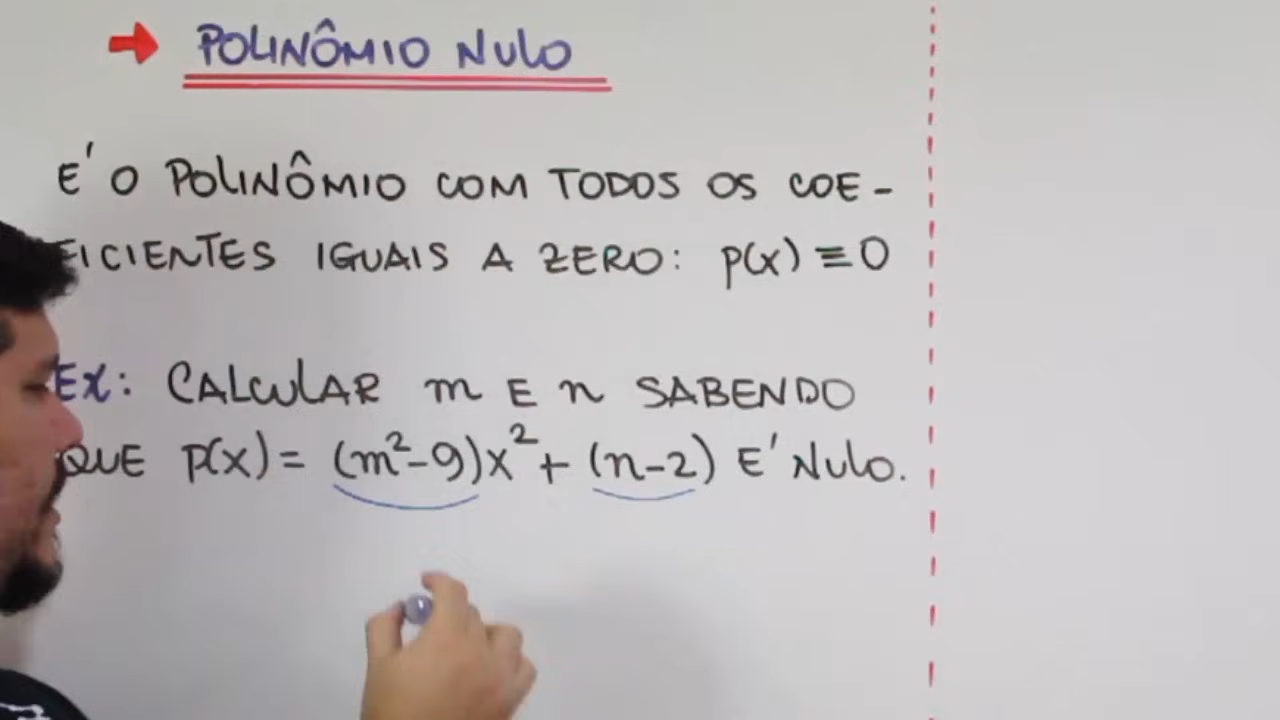 POLINÔMIO NULO
E' O POLINÔMIO COM TODOS OS COE-
FICIENTES IGUAIS A ZERO: P(x) ≡ 0
EX: CALCULAR m E n SABENDO
QUE P(x) = (m²-9)x² + (n-2) E' NULO.